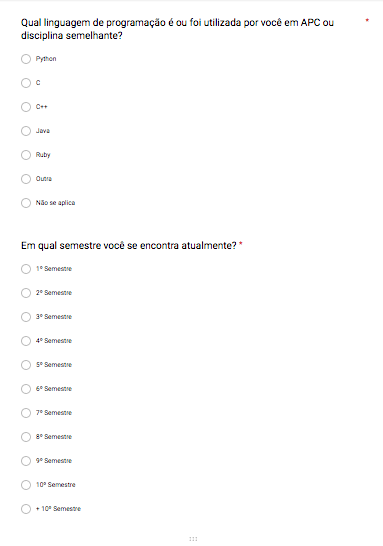 Qual linguagem de programação é ou foi utilizada por você em APC ou *
disciplina semelhante?
Python
C
C++
Java
Ruby
Outra
Não se aplica
Em qual semestre você se encontra atualmente? *
1º Semestre
2º Semestre
3º Semestre
4º Semestre
5º Semestre
6º Semestre
7º Semestre
8º Semestre
9º Semestre
10º Semestre
+ 10º Semestre